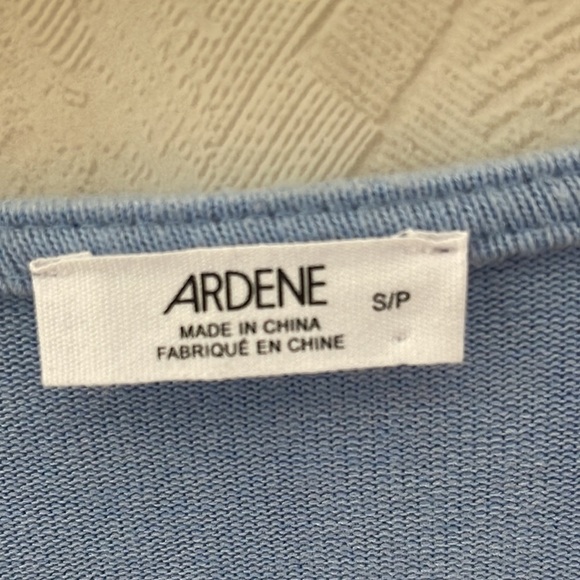 ARDENE S/P
MADE IN CHINA
FABRIQUÉ EN CHINE